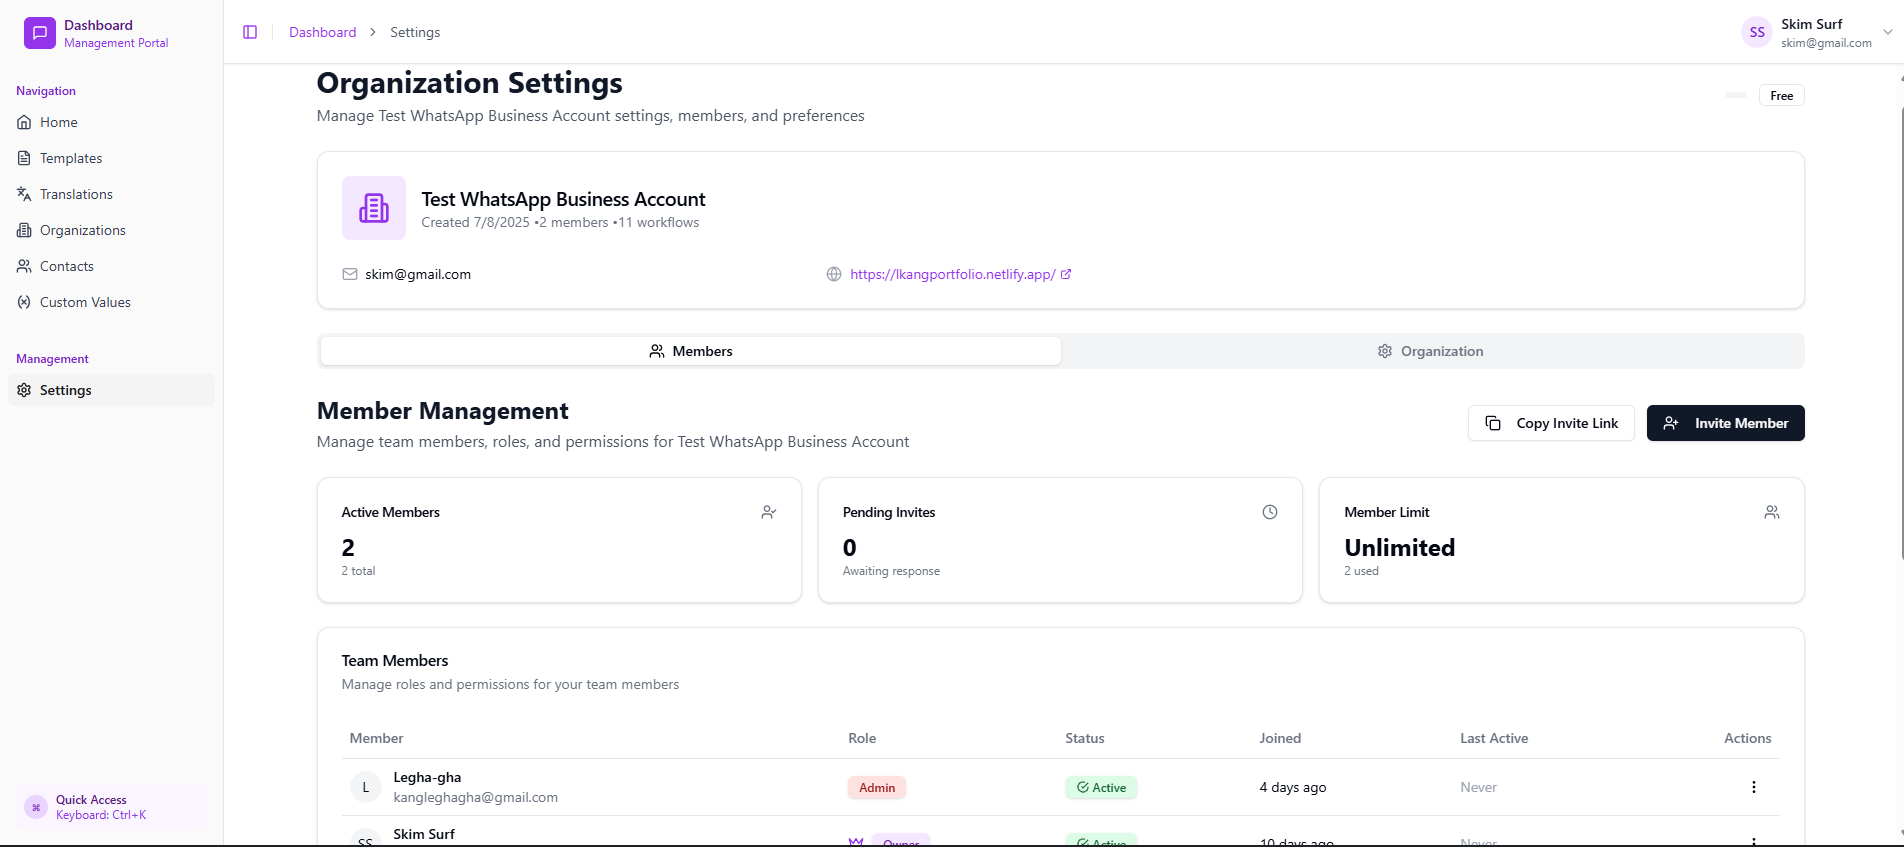 Dashboard
Management Portal
Navigation
Home
Templates
Translations
Organizations
Contacts
Custom Values
Management
Settings
⌘
Quick Access
Keyboard: Ctrl+K
Dashboard > Settings
SS
Skim Surf
skim@gmail.com
Organization Settings
Manage Test WhatsApp Business Account settings, members, and preferences
Free
Test WhatsApp Business Account
Created 7/8/2025 •2 members •11 workflows
skim@gmail.com
https://lkangportfolio.netlify.app/
Members
Organization
Member Management
Manage team members, roles, and permissions for Test WhatsApp Business Account
Copy Invite Link
Invite Member
Active Members
2
2 total
Pending Invites
0
Awaiting response
Member Limit
Unlimited
2 used
Team Members
Manage roles and permissions for your team members
Member Role Status Joined Last Active Actions
L
Legha-gha
kangleghagha@gmail.com
Admin
Active
4 days ago
Never
SS
Skim Surf
Owner
Active
10 days ago
Never